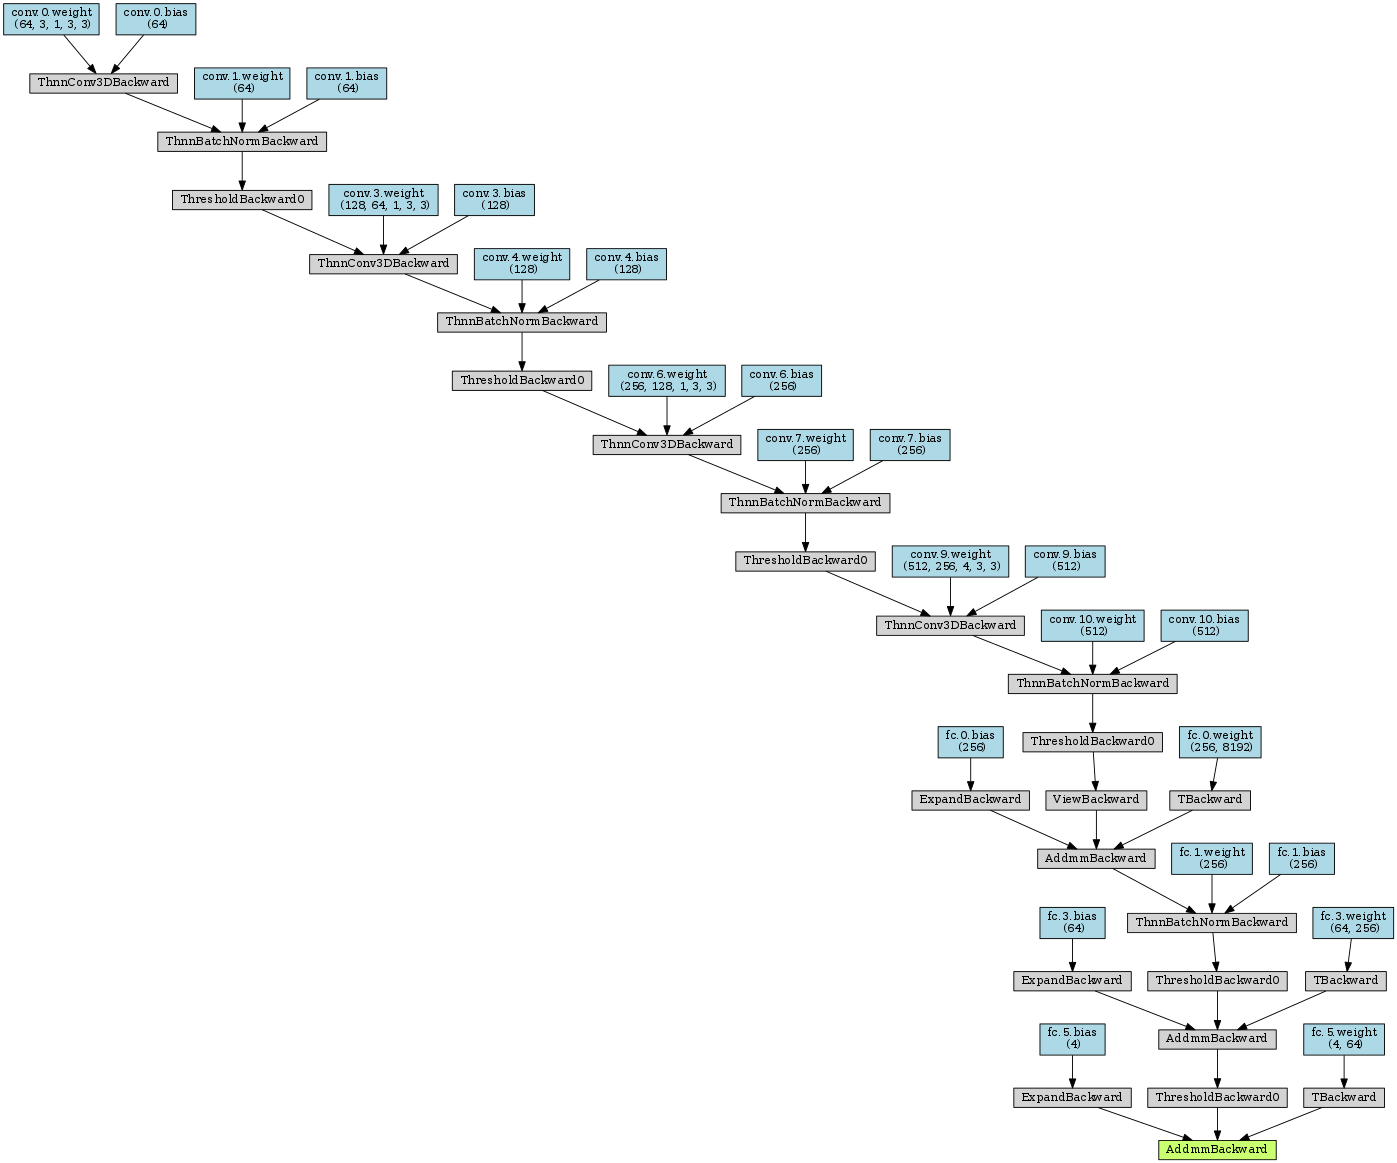 conv.0.weight
(64, 3, 1, 3, 3)
conv.0.bias
(64)
ThnnConv3DBackward
conv.1.weight
(64)
conv.1.bias
(64)
ThnnBatchNormBackward
ThresholdBackward0
conv.3.weight
(128, 64, 1, 3, 3)
conv.3.bias
(128)
ThnnConv3DBackward
conv.4.weight
(128)
conv.4.bias
(128)
ThnnBatchNormBackward
ThresholdBackward0
conv.6.weight
(256, 128, 1, 3, 3)
conv.6.bias
(256)
ThnnConv3DBackward
conv.7.weight
(256)
conv.7.bias
(256)
ThnnBatchNormBackward
ThresholdBackward0
conv.9.weight
(512, 256, 4, 3, 3)
conv.9.bias
(512)
ThnnConv3DBackward
conv.10.weight
(512)
conv.10.bias
(512)
ThnnBatchNormBackward
fc.0.bias
(256)
ThresholdBackward0
fc.0.weight
(256, 8192)
ExpandBackward
ViewBackward
TBackward
AddmmBackward
fc.1.weight
(256)
fc.1.bias
(256)
fc.3.bias
(64)
ThnnBatchNormBackward
fc.3.weight
(64, 256)
ExpandBackward
ThresholdBackward0
TBackward
fc.5.bias
(4)
AddmmBackward
fc.5.weight
(4, 64)
ExpandBackward
ThresholdBackward0
TBackward
AddmmBackward